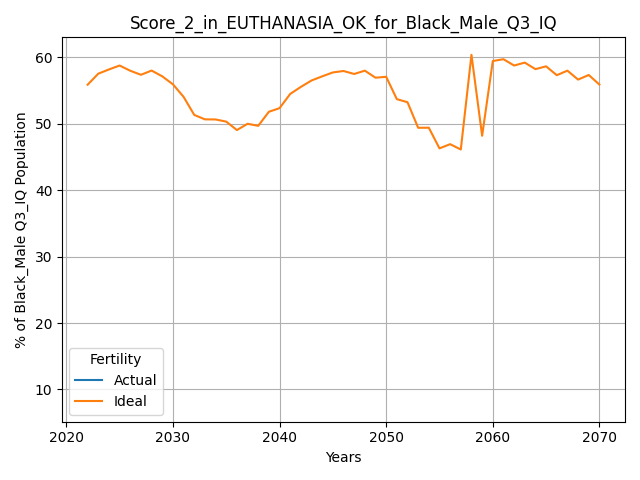 Score_2_in_EUTHANASIA_OK_for_Black_Male_Q3_IQ
% of Black_Male Q3_IQ Population
60
50
40
30
20
10
Fertility
Actual
Ideal
2020
2030
2040
2050
2060
2070
Years